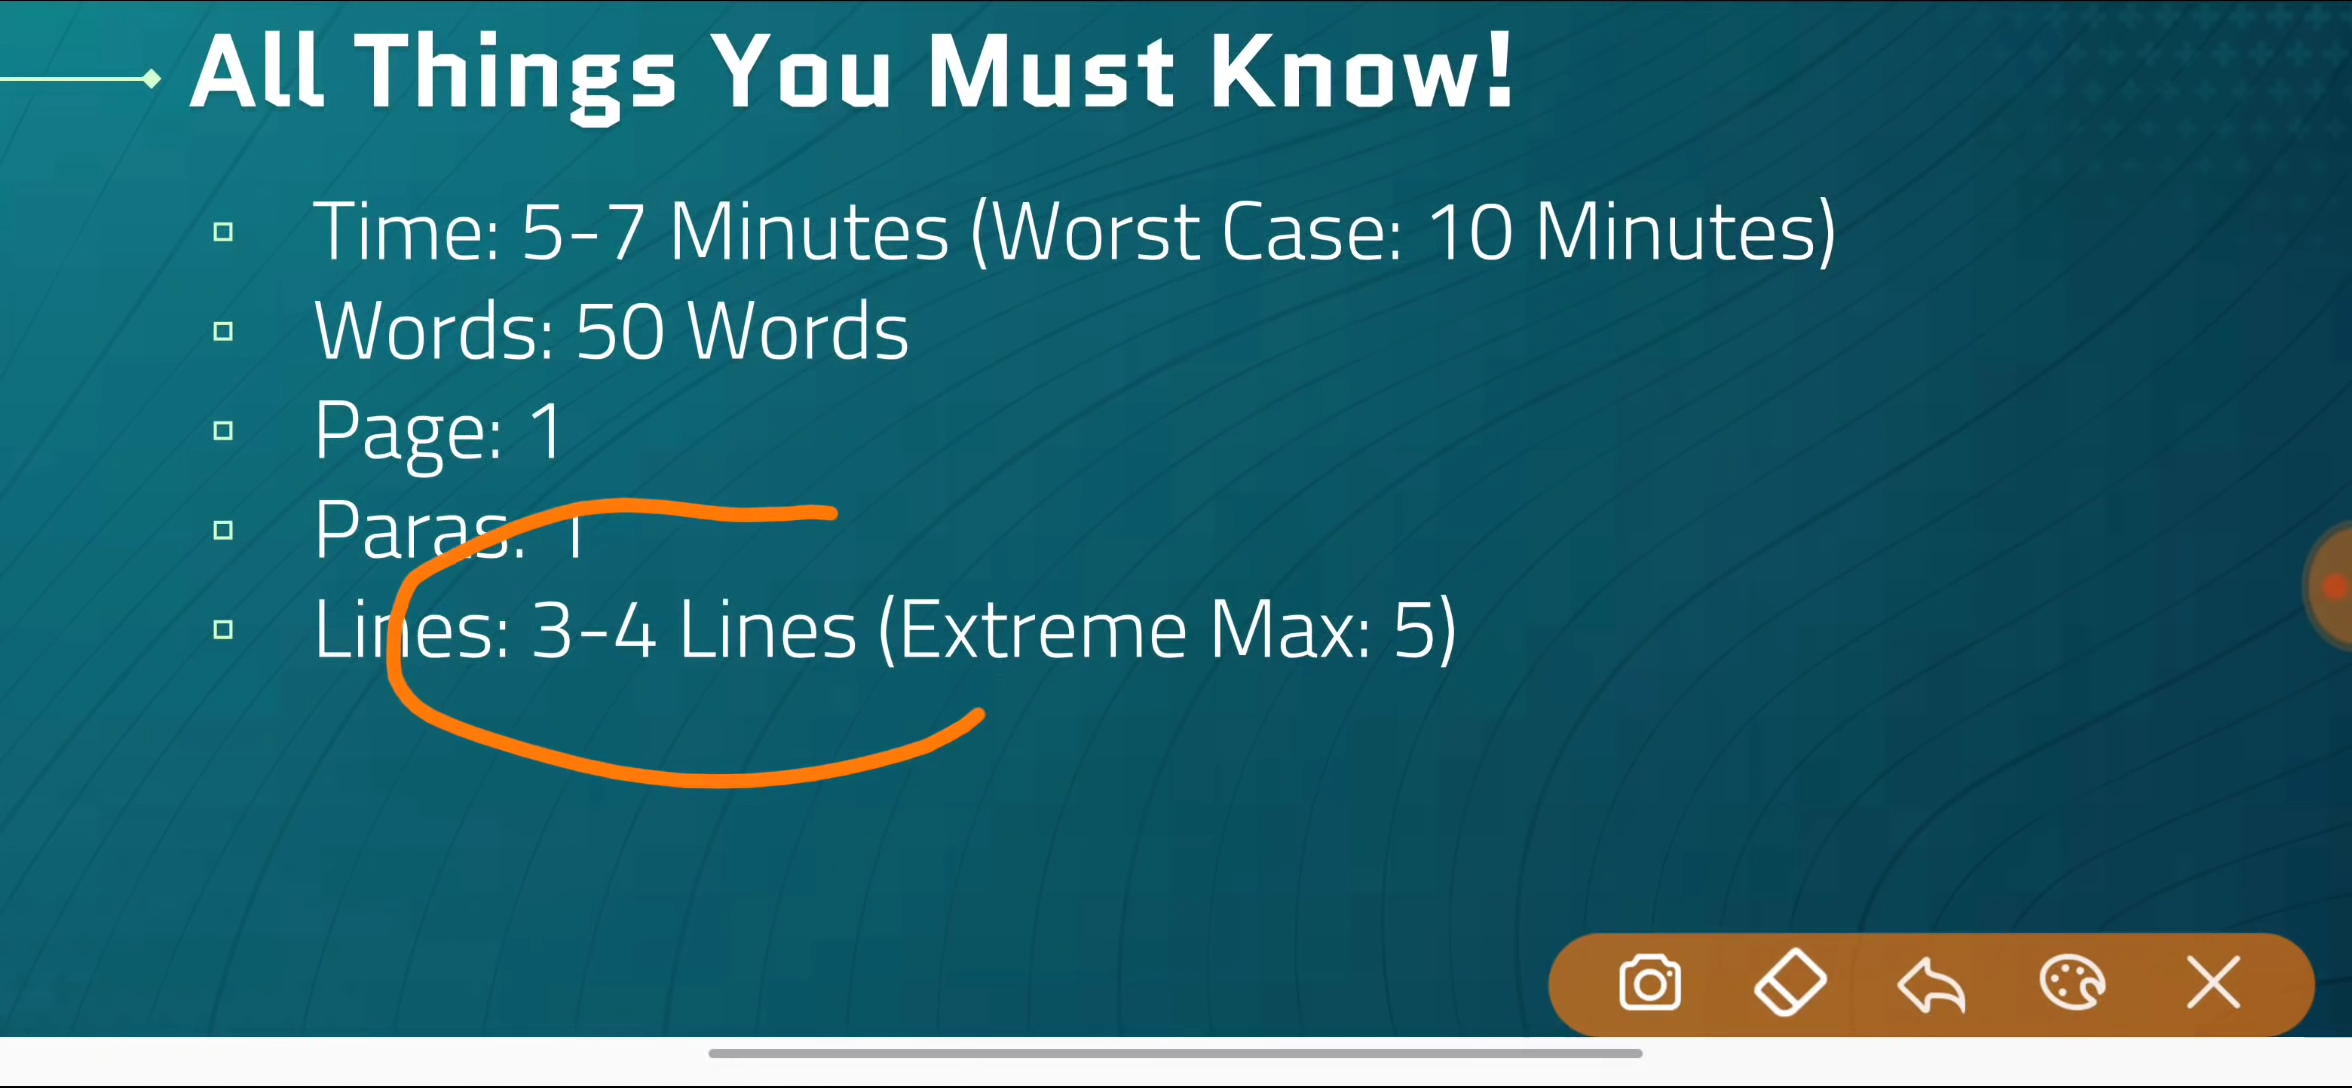 All Things You Must Know!
Time: 5-7 Minutes (Worst Case: 10 Minutes)
Words: 50 Words
Page: 1
Paras: 1
Lines: 3-4 Lines (Extreme Max: 5)